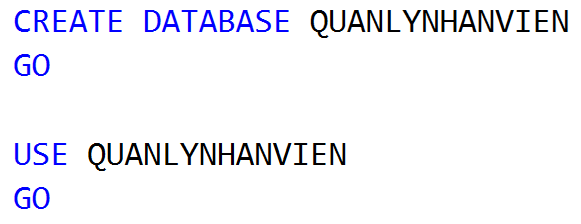 CREATE DATABASE QUANLYNHANVIEN
GO
USE QUANLYNHANVIEN
GO